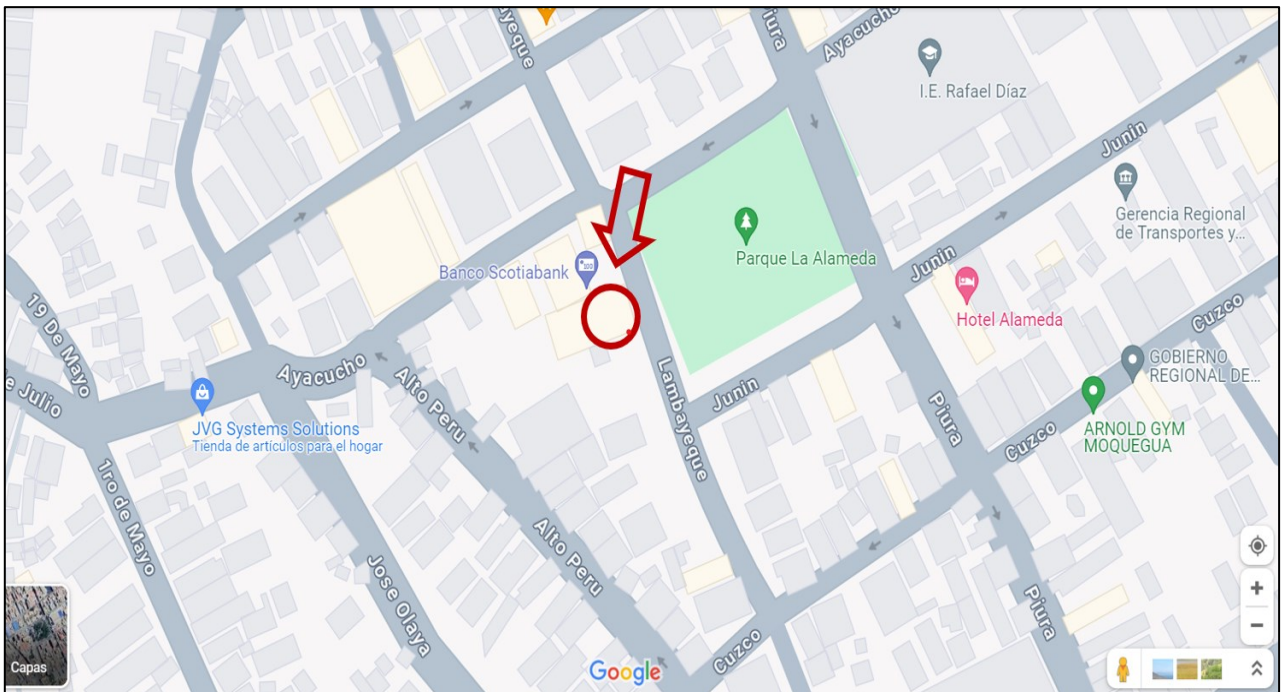 Piura
Ayacucho
I.E. Rafael Díaz
Junin
Gerencia Regional
de Transportes y...
Banco Scotiabank
Parque La Alameda
Junin
Hotel Alameda
Cuzco
19 De Mayo
GOBIERNO
REGIONAL DE...
e Julio
Ayacucho
Alto Peru
Lambayeque
Junin
Piura
ARNOLD GYM
MOQUEGUA
Cuzco
JVG Systems Solutions
Tienda de artículos para el hogar
1ro de Mayo
Alto Peru
Jose Olaya
Piura
Cuzco
Capas
Google